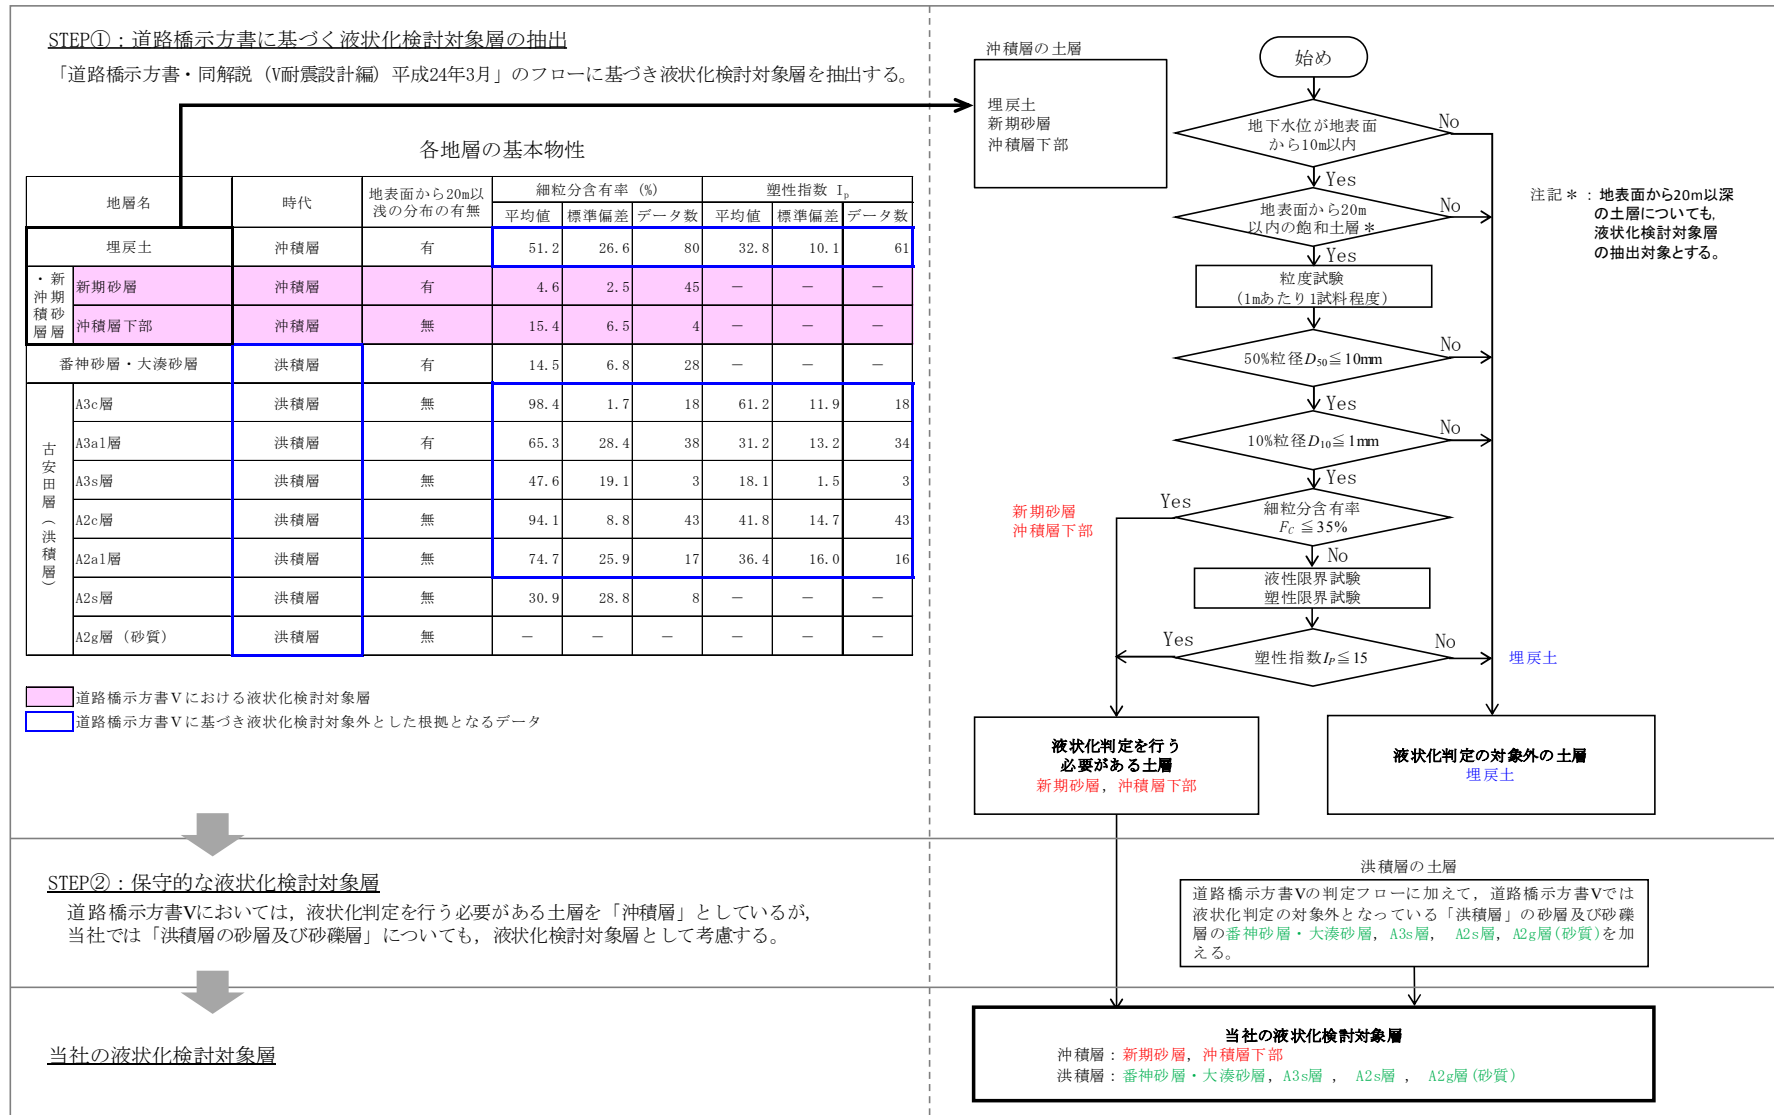 STEP①：道路橋示方書に基づく液状化検討対象層の抽出
「道路橋示方書・同解説（V耐震設計編）平成24年3月」のフローに基づき液状化検討対象層を抽出する。
各地層の基本物性
地層名 時代 地表面から20m以浅の分布の有無 細粒分含有率 (%) 塑性指数 Ip
平均値 標準偏差 データ数 平均値 標準偏差 データ数
埋戻土 沖積層 有 51.2 26.6 80 32.8 10.1 61
新期砂層・沖積層
新期砂層 沖積層 有 4.6 2.5 45 － － －
沖積層下部 沖積層 無 15.4 6.5 4 － － －
番神砂層・大湊砂層 洪積層 有 14.5 6.8 28 － － －
古安田層（洪積層）
A3c層 洪積層 無 98.4 1.7 18 61.2 11.9 18
A3al層 洪積層 有 65.3 28.4 38 31.2 13.2 34
A3s層 洪積層 無 47.6 19.1 3 18.1 1.5 3
A2c層 洪積層 無 94.1 8.8 43 41.8 14.7 43
A2al層 洪積層 無 74.7 25.9 17 36.4 16.0 16
A2s層 洪積層 無 30.9 28.8 8 － － －
A2g層（砂質） 洪積層 無 － － － － － －
道路橋示方書Ⅴにおける液状化検討対象層
道路橋示方書Ⅴに基づき液状化検討対象外とした根拠となるデータ
沖積層の土層
埋戻土
新期砂層
沖積層下部
始め
地下水位が地表面
から10m以内
No
Yes
地表面から20m
以内の飽和土層＊
No
Yes
注記＊：地表面から20m以深
の土層についても,
液状化検討対象層
の抽出対象とする。
粒度試験
(1mあたり1試料程度)
50%粒径D50≦10mm
No
Yes
10%粒径D10≦1mm
No
Yes
細粒分含有率
FC ≦35%
Yes
新期砂層
沖積層下部
No
液性限界試験
塑性限界試験
塑性指数IP≦15
Yes
No
埋戻土
液状化判定を行う
必要がある土層
新期砂層，沖積層下部
液状化判定の対象外の土層
埋戻土
STEP②：保守的な液状化検討対象層
道路橋示方書Ⅴにおいては，液状化判定を行う必要がある土層を「沖積層」としているが，
当社では「洪積層の砂層及び砂礫層」についても，液状化検討対象層として考慮する。
洪積層の土層
道路橋示方書Ⅴの判定フローに加えて，道路橋示方書Ⅴでは
液状化判定の対象外となっている「洪積層」の砂層及び砂礫
層の番神砂層・大湊砂層，A3s層， A2s層，A2g層(砂質)を加
える。
当社の液状化検討対象層
当社の液状化検討対象層
沖積層：新期砂層，沖積層下部
洪積層：番神砂層・大湊砂層，A3s層 ， A2s層 ， A2g層(砂質)